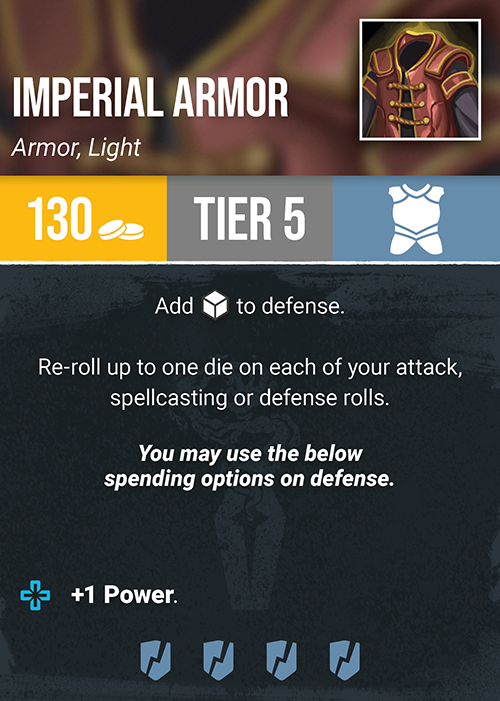 IMPERIAL ARMOR
Armor, Light
130
TIER 5
Add to defense.
Re-roll up to one die on each of your attack,
spellcasting or defense rolls.
You may use the below
spending options on defense.
+1 Power.